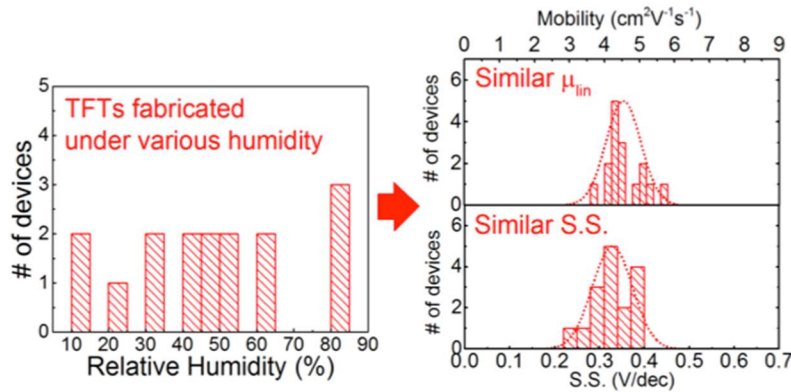 # of devices
5
4
3
2
1
0
TFTs fabricated
under various humidity
10 20 30 40 50 60 70 80 90
Relative Humidity (%)
Mobility (cm²V⁻¹s⁻¹)
0 1 2 3 4 5 6 7 8 9
# of devices
6
4
2
0
Similar μlin
# of devices
6
4
2
0
Similar S.S.
0.0 0.1 0.2 0.3 0.4 0.5 0.6 0.7
S.S. (V/dec)